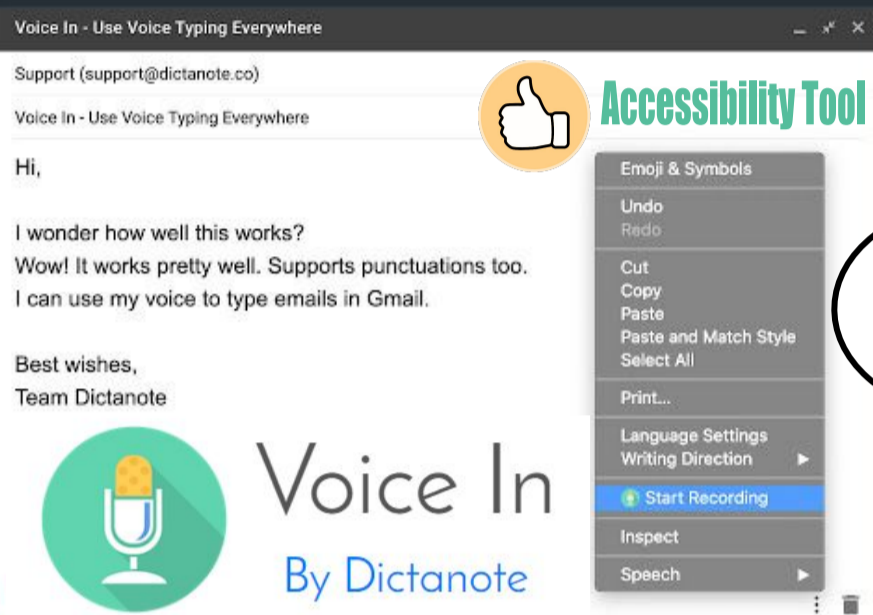 Voice In - Use Voice Typing Everywhere
Support (support@dictanote.co)
Voice In - Use Voice Typing Everywhere
Accessibility Tool
Hi,
I wonder how well this works?
Wow! It works pretty well. Supports punctuations too.
I can use my voice to type emails in Gmail.
Best wishes,
Team Dictanote
Voice In
By Dictanote
Emoji & Symbols
Undo
Redo
Cut
Copy
Paste
Paste and Match Style
Select All
Print...
Language Settings
Writing Direction
Start Recording
Inspect
Speech